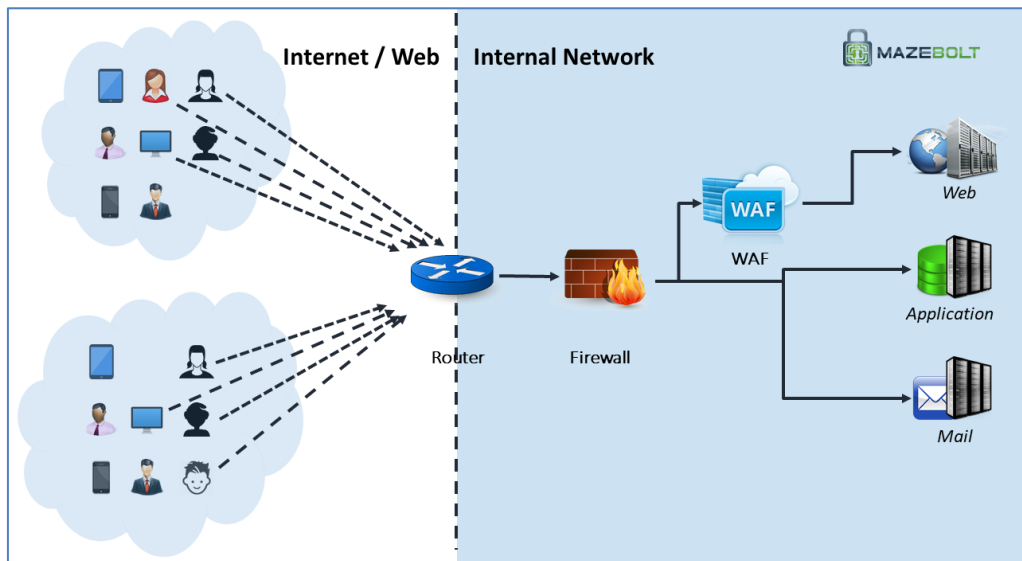 Internet / Web
Internal Network
MAZEBOLT
WAF
WAF
Web
Application
Router
Firewall
Mail